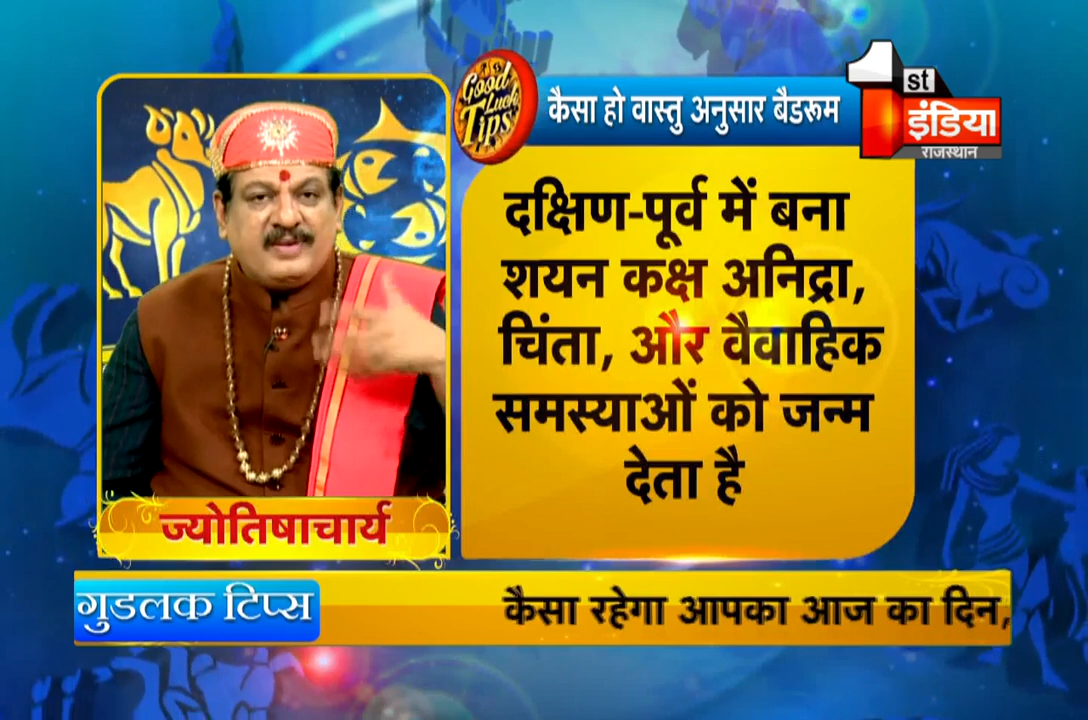 Good
Luck
Tips
कैसा हो वास्तु अनुसार बैडरूम
1st
इंडिया
राजस्थान
दक्षिण-पूर्व में बना
शयन कक्ष अनिद्रा,
चिंता, और वैवाहिक
समस्याओं को जन्म
देता है
ज्योतिषाचार्य
गुडलक टिप्स
कैसा रहेगा आपका आज का दिन,